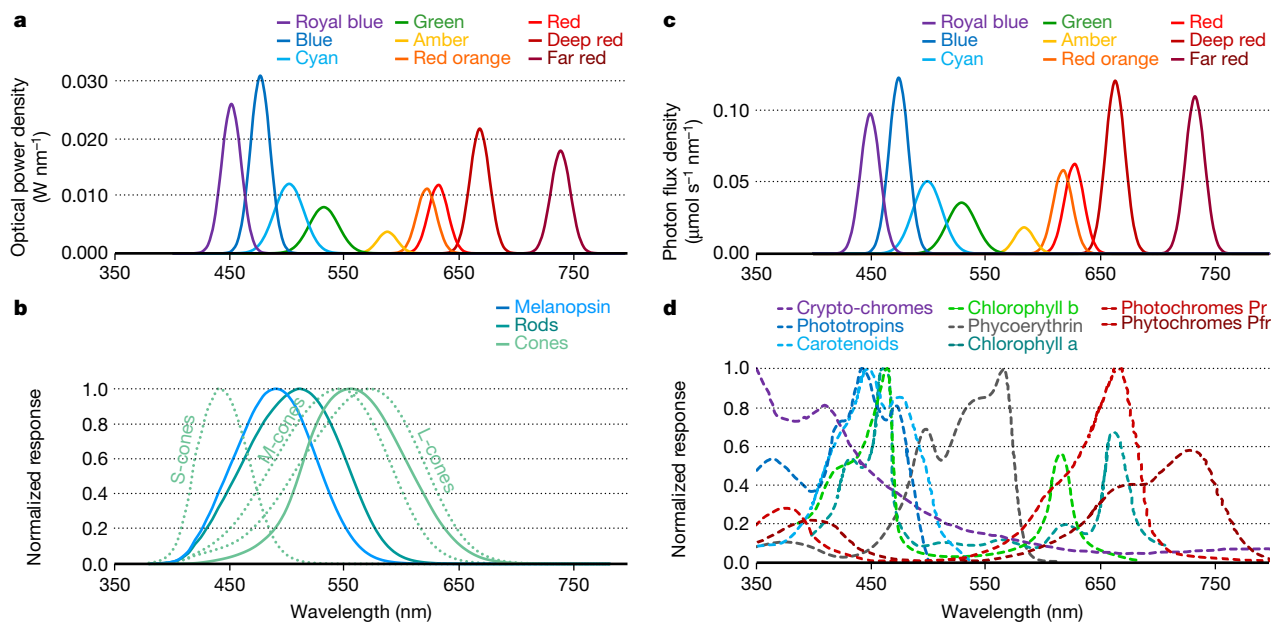 a
Royal blue Green Red
Blue Amber Deep red
Cyan Red orange Far red
Optical power density
(W nm⁻¹)
0.030
0.020
0.010
0.000
350 450 550 650 750
c
Royal blue Green Red
Blue Amber Deep red
Cyan Red orange Far red
Photon flux density
(μmol s⁻¹ nm⁻¹)
0.10
0.05
0.00
350 450 550 650 750
b
Melanopsin
Rods
Cones
Normalized response
1.0
0.8
0.6
0.4
0.2
0.0
S-cones
M-cones
L-cones
350 450 550 650 750
Wavelength (nm)
d
Crypto-chromes Chlorophyll b Photochromes Pr
Phototropins Phycoerythrin Phytochromes Pfr
Carotenoids Chlorophyll a
Normalized response
1.0
0.8
0.6
0.4
0.2
0.0
350 450 550 650 750
Wavelength (nm)